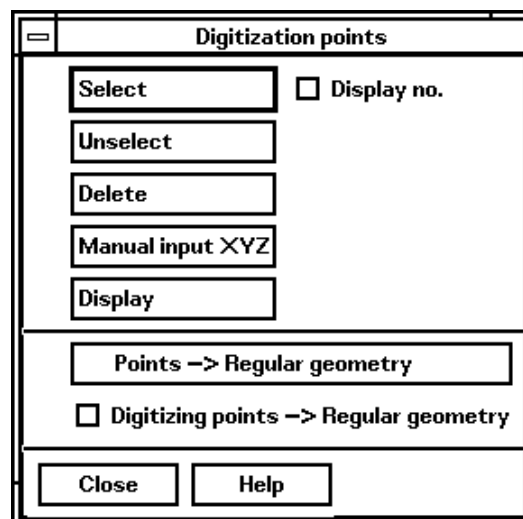 Digitization points
Select Display no.
Unselect
Delete
Manual input XYZ
Display
Points —> Regular geometry
Digitizing points —> Regular geometry
Close Help